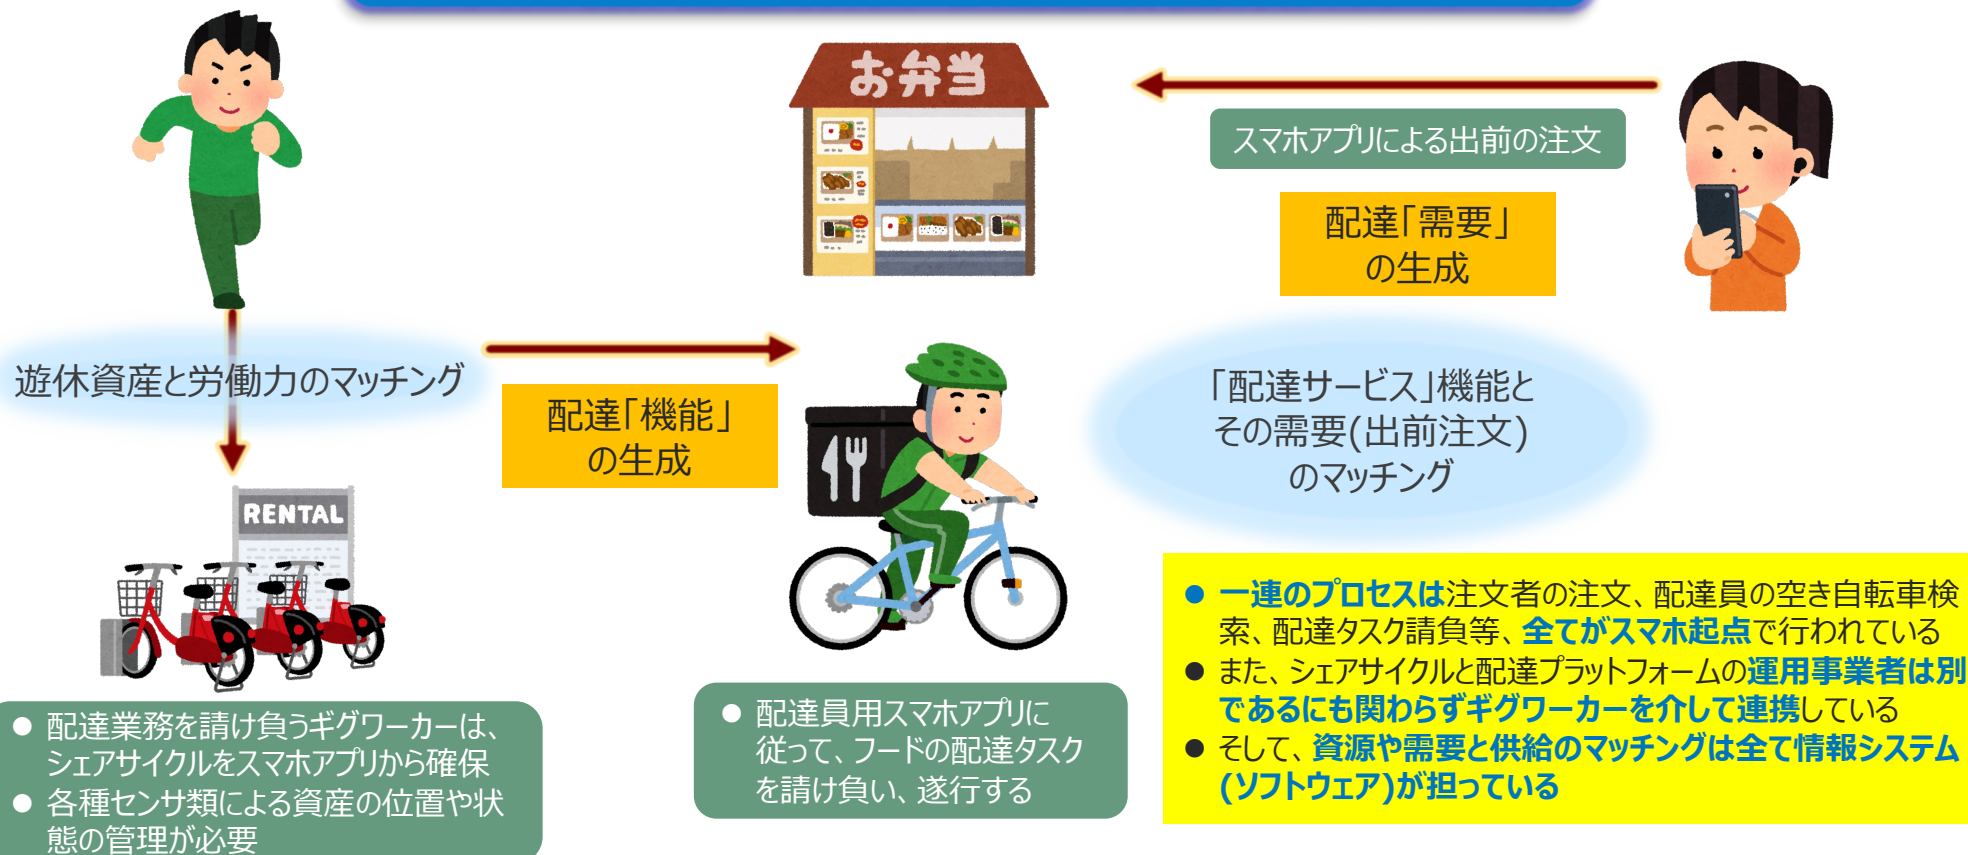 お弁当
スマホアプリによる出前の注文
配達「需要」
の生成
遊休資産と労働力のマッチング
配達「機能」
の生成
「配達サービス」機能と
その需要(出前注文)
のマッチング
RENTAL
● 配達業務を請け負うギグワーカーは、
シェアサイクルをスマホアプリから確保
● 各種センサ類による資産の位置や状
態の管理が必要
● 配達員用スマホアプリに
従って、フードの配達タスク
を請け負い、遂行する
● 一連のプロセスは注文者の注文、配達員の空き自転車検
索、配達タスク請負等、全てがスマホ起点で行われている
● また、シェアサイクルと配達プラットフォームの運用事業者は別
であるにも関わらずギグワーカーを介して連携している
● そして、資源や需要と供給のマッチングは全て情報システム
(ソフトウェア)が担っている